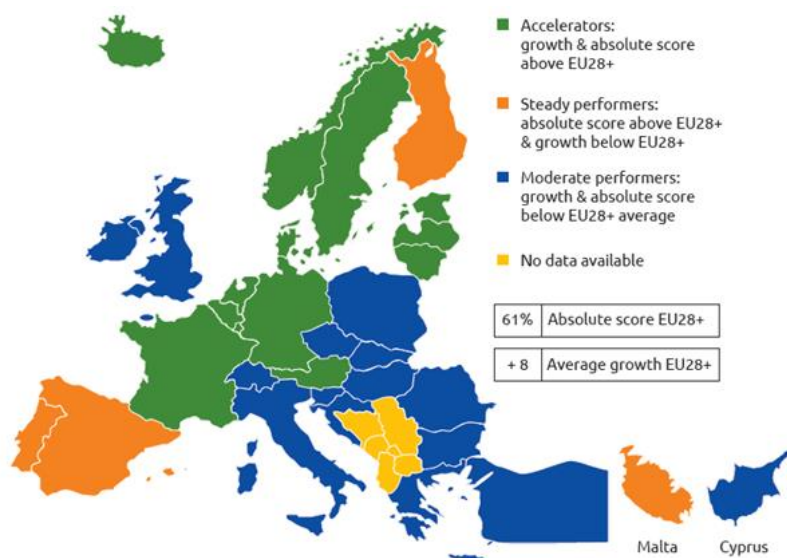 Accelerators:
growth & absolute score
above EU28+
Steady performers:
absolute score above EU28+
& growth below EU28+
Moderate performers:
growth & absolute score
below EU28+ average
No data available
61% Absolute score EU28+
+ 8 Average growth EU28+
Malta Cyprus